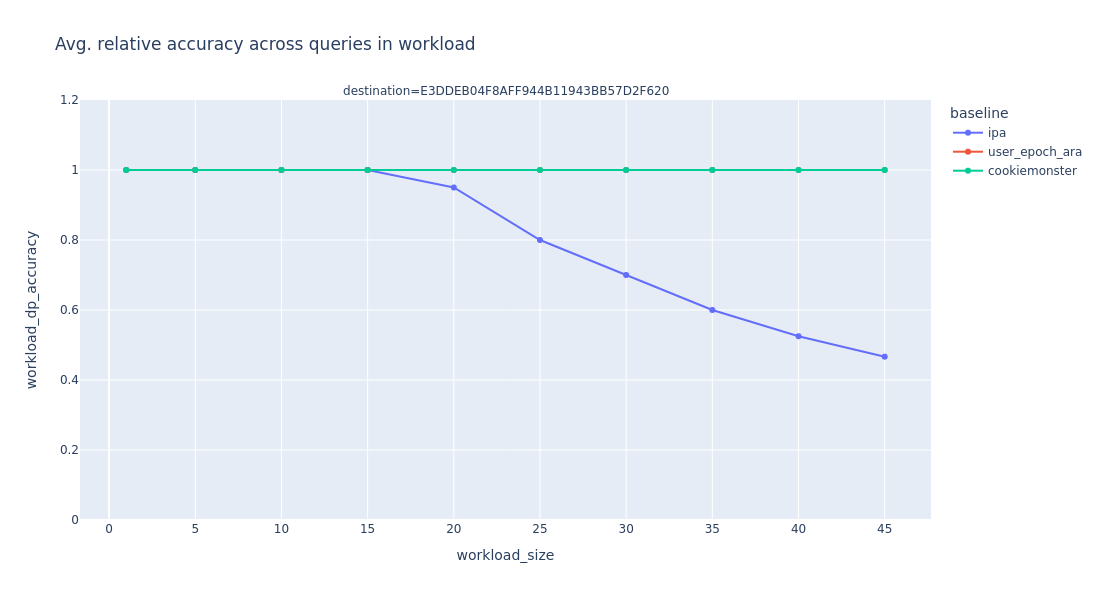 Avg. relative accuracy across queries in workload
destination=E3DDEB04F8AFF944B11943BB57D2F620
baseline
ipa
user_epoch_ara
cookiemonster
workload_dp_accuracy
1.2
1
0.8
0.6
0.4
0.2
0
0 5 10 15 20 25 30 35 40 45
workload_size